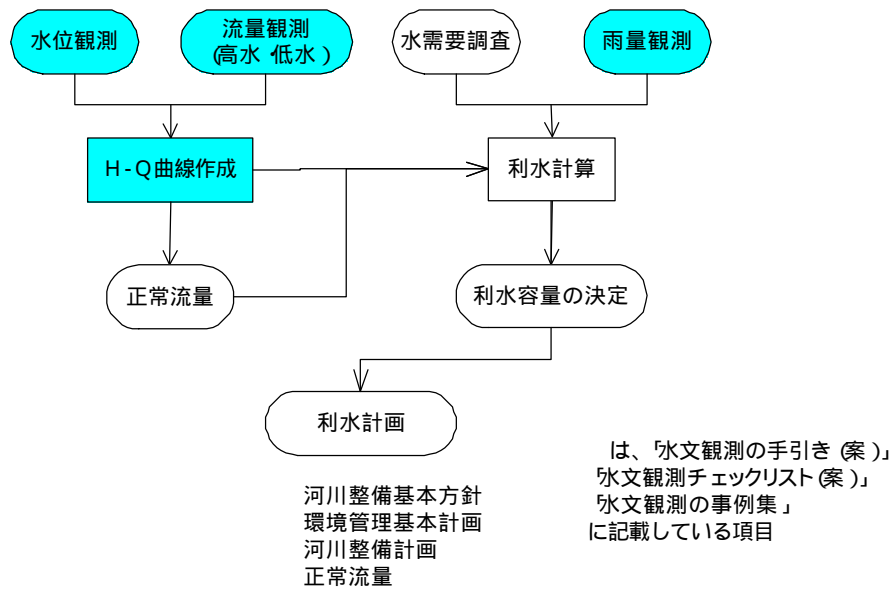 水位観測
流量観測
(高水・低水)
水需要調査
雨量観測
H-Q曲線作成
利水計算
正常流量
利水容量の決定
利水計画
は、「水文観測の手引き(案)」
「水文観測チェックリスト(案)」
「水文観測の事例集」
に記載している項目
河川整備基本方針
環境管理基本計画
河川整備計画
正常流量